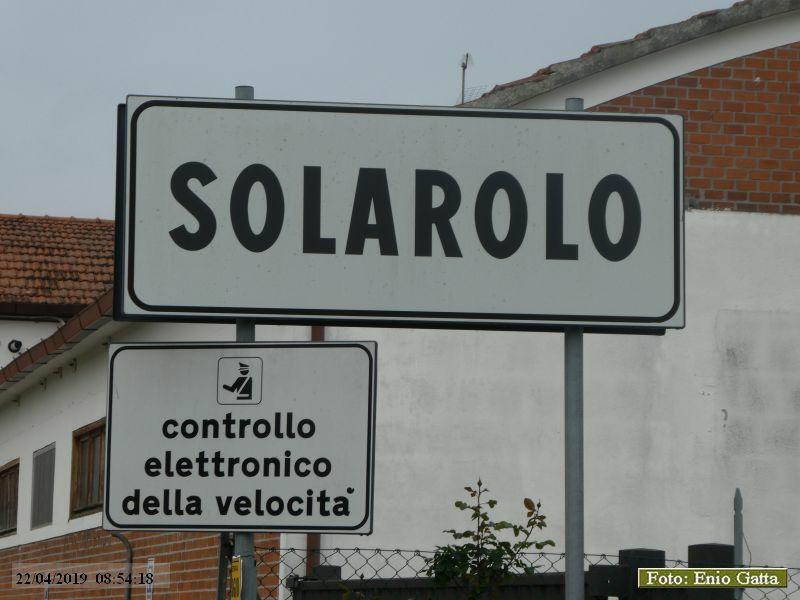 SOLAROLO
controllo
elettronico
della velocità
22/04/2019 08:54:18
Foto: Enio Gatta